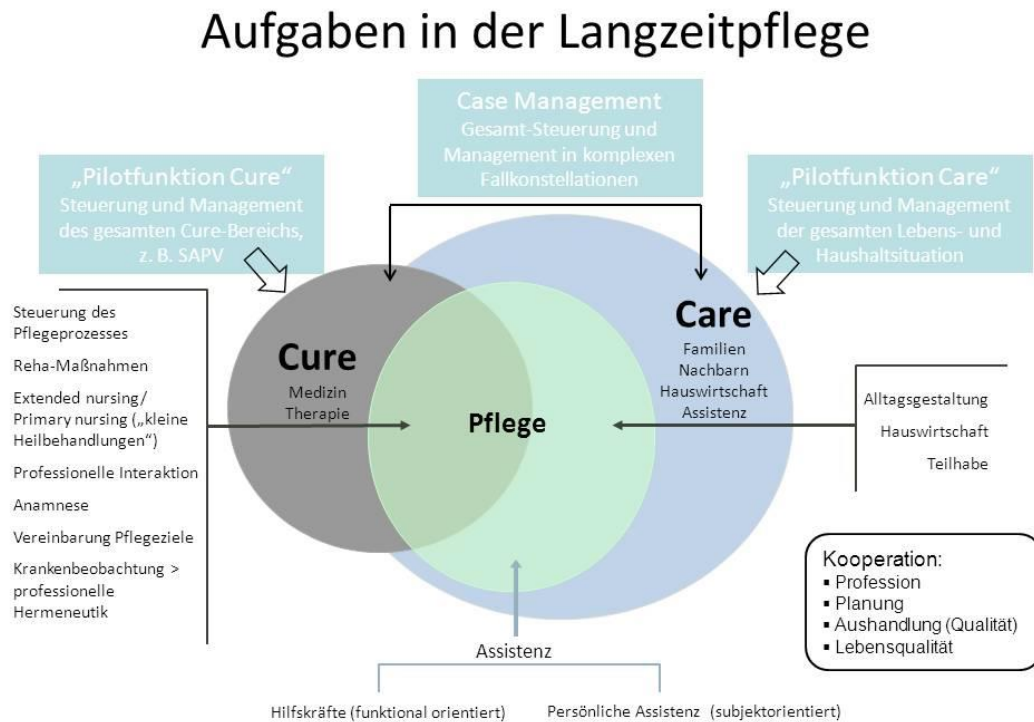 Aufgaben in der Langzeitpflege
Case Management
Gesamt-Steuerung und
Management in komplexen
Fallkonstellationen
„Pilotfunktion Cure“
Steuerung und Management
des gesamten Cure-Bereichs,
z. B. SAPV
„Pilotfunktion Care“
Steuerung und Management
der gesamten Lebens- und
Haushaltsituation
Steuerung des
Pflegeprozesses
Reha-Maßnahmen
Extended nursing/
Primary nursing („kleine
Heilbehandlungen“)
Professionelle Interaktion
Anamnese
Vereinbarung Pflegeziele
Krankenbeobachtung >
professionelle
Hermeneutik
Cure
Medizin
Therapie
Pflege
Care
Familien
Nachbarn
Hauswirtschaft
Assistenz
Alltagsgestaltung
Hauswirtschaft
Teilhabe
Kooperation:
▪ Profession
▪ Planung
▪ Aushandlung (Qualität)
▪ Lebensqualität
Assistenz
Hilfskräfte (funktional orientiert)
Persönliche Assistenz (subjektorientiert)